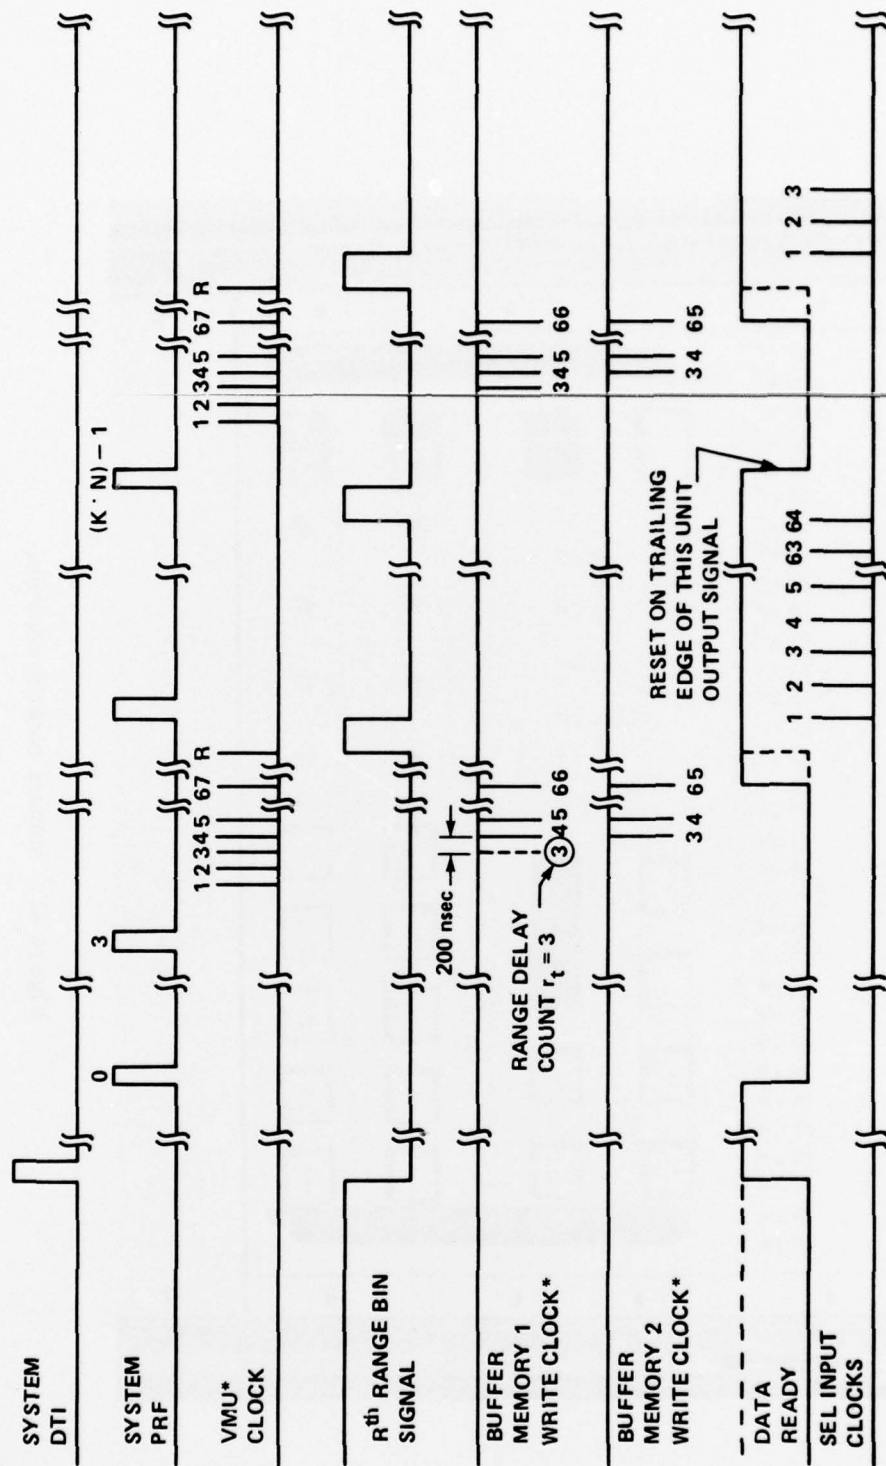 SYSTEM
DTI
SYSTEM
PRF
0
3
(K · N) – 1
VMU*
CLOCK
1 2 3 4 5
67
R
1 2 3 4 5
67
R
Rth RANGE BIN
SIGNAL
BUFFER
MEMORY 1
WRITE CLOCK*
200 nsec
3 4 5
66
3 4 5
66
RANGE DELAY
COUNT rt = 3
BUFFER
MEMORY 2
WRITE CLOCK*
3 4
65
3 4
65
RESET ON TRAILING
EDGE OF THIS UNIT
OUTPUT SIGNAL
DATA
READY
SEL INPUT
CLOCKS
1 2 3 4 5
63 64
1 2 3